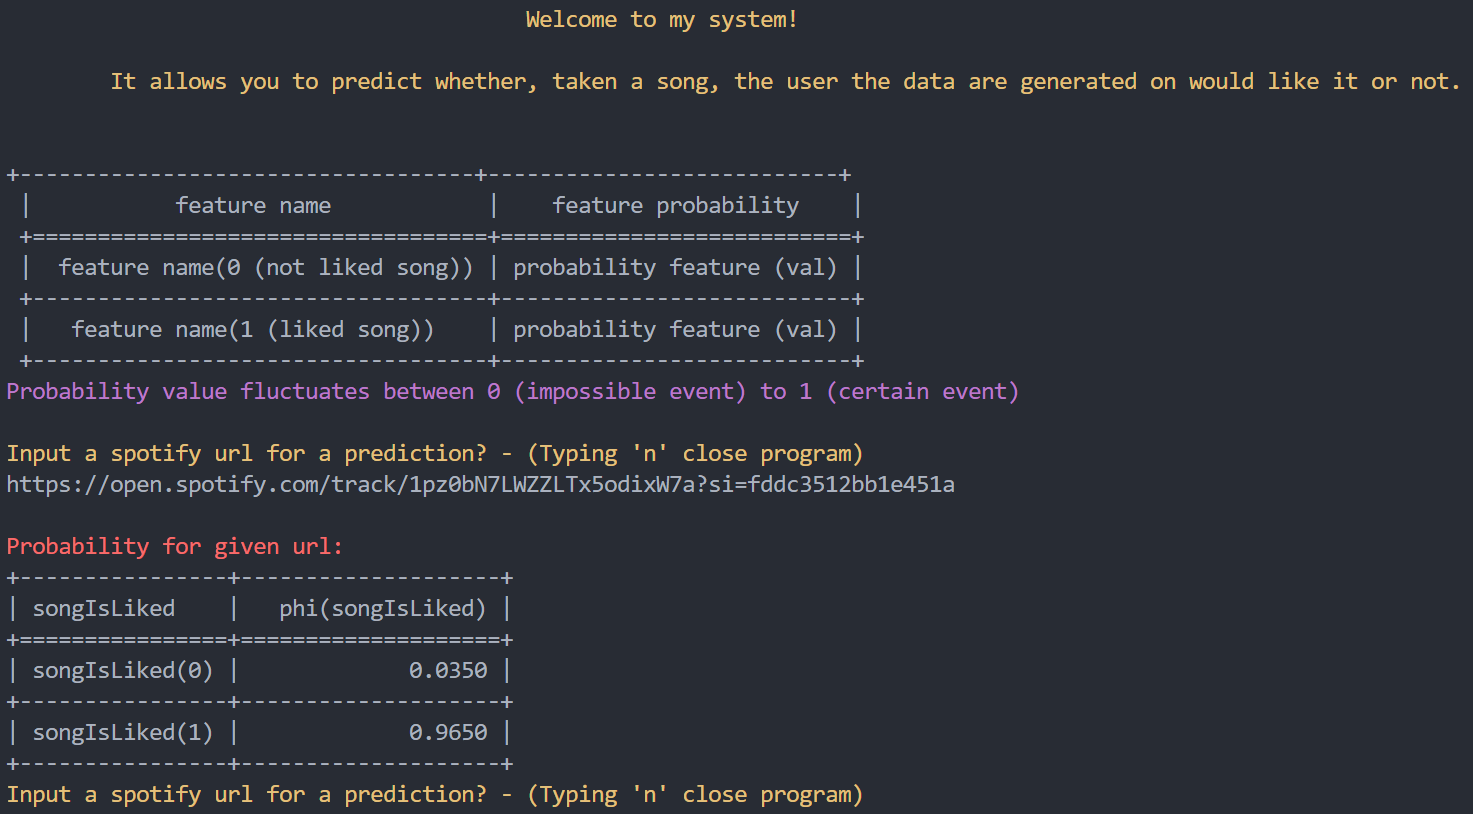 Welcome to my system!
It allows you to predict whether, taken a song, the user the data are generated on would like it or not.
+-----------------------------------+---------------------------+
|           feature name            |    feature probability    |
+===================================+===========================+
|  feature name(0 (not liked song)) | probability feature (val) |
+-----------------------------------+---------------------------+
|   feature name(1 (liked song))    | probability feature (val) |
+-----------------------------------+---------------------------+
Probability value fluctuates between 0 (impossible event) to 1 (certain event)
Input a spotify url for a prediction? - (Typing 'n' close program)
https://open.spotify.com/track/1pz0bN7LWZZLTx5odixW7a?si=fddc3512bb1e451a
Probability for given url:
+----------------+--------------------+
| songIsLiked    |   phi(songIsLiked) |
+================+====================+
| songIsLiked(0) |             0.0350 |
+----------------+--------------------+
| songIsLiked(1) |             0.9650 |
+----------------+--------------------+
Input a spotify url for a prediction? - (Typing 'n' close program)